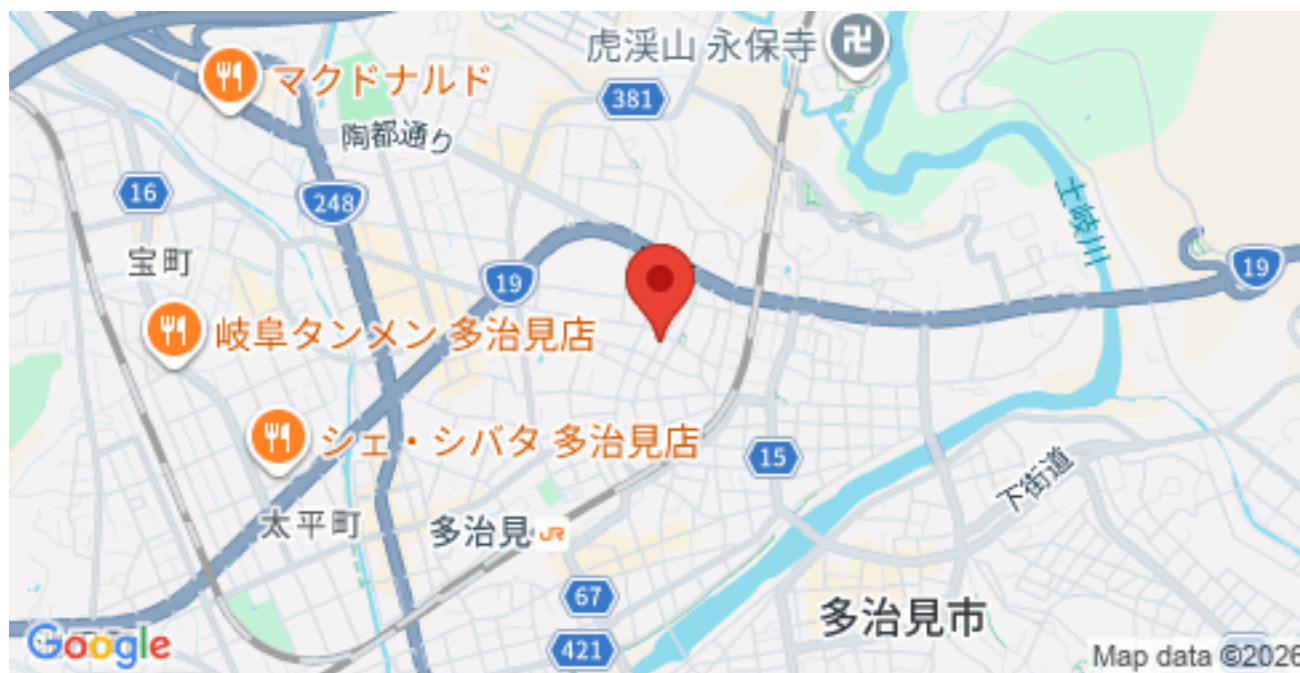 虎渓山 永保寺
マクドナルド
381
陶都通り
16
248
土岐川
宝町
19
19
岐阜タンメン 多治見店
シェ・シバタ 多治見店
15
下街道
太平町
多治見
JR
67
多治見市
421
Google
Map data ©2026